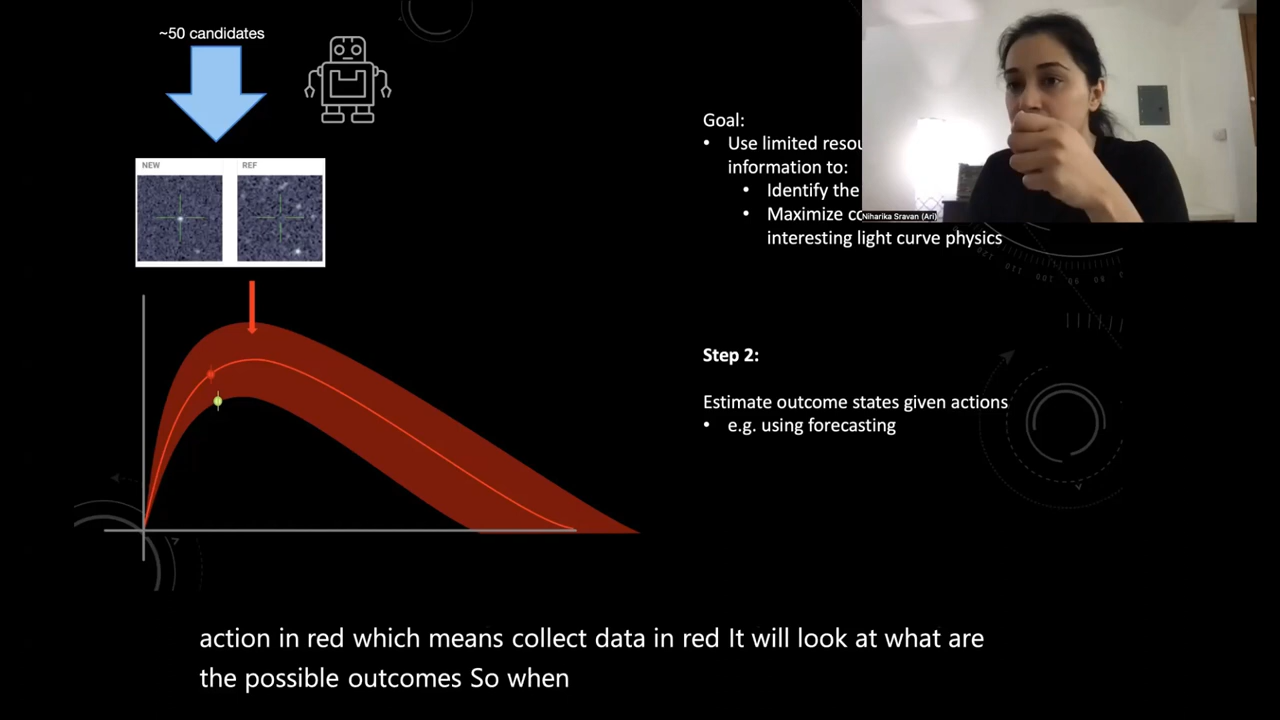 ~50 candidates
NEW REF
Goal:
• Use limited resou
information to:
• Identify the
• Maximize co
interesting light curve physics
Niharika Sravan (Ari)
Step 2:
Estimate outcome states given actions
• e.g. using forecasting
action in red which means collect data in red It will look at what are
the possible outcomes So when